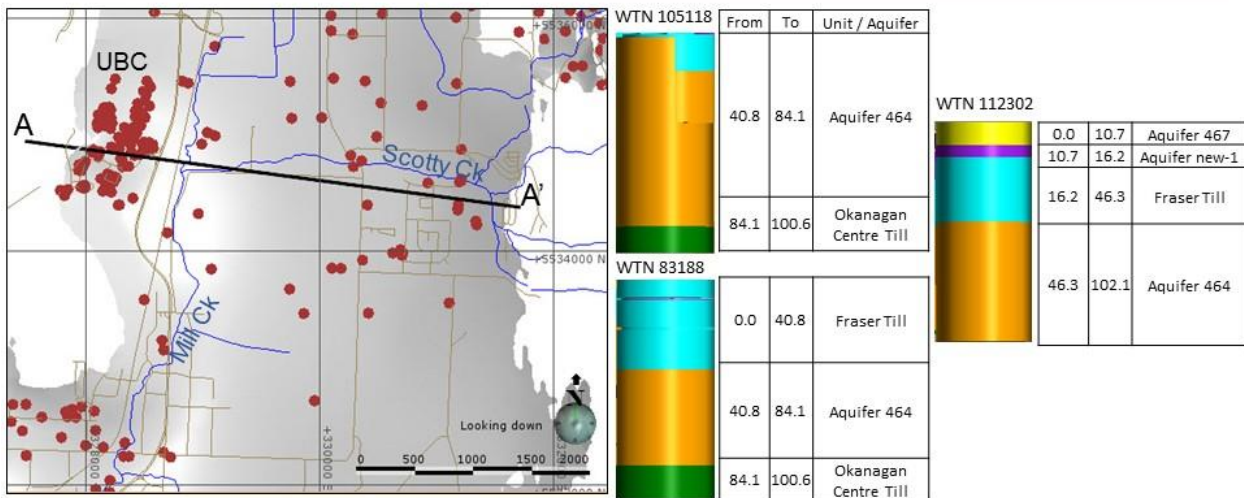 UBC
A
Scotty Ck
A'
Mill Ck
+5536000 N
+5534000 N
+328000
+330000
Looking down
N
0 500 1000 1500 2000
WTN 105118
From To Unit / Aquifer
40.8 84.1 Aquifer 464
84.1 100.6 Okanagan
Centre Till
WTN 83188
0.0 40.8 Fraser Till
40.8 84.1 Aquifer 464
84.1 100.6 Okanagan
Centre Till
WTN 112302
0.0 10.7 Aquifer 467
10.7 16.2 Aquifer new-1
16.2 46.3 Fraser Till
46.3 102.1 Aquifer 464